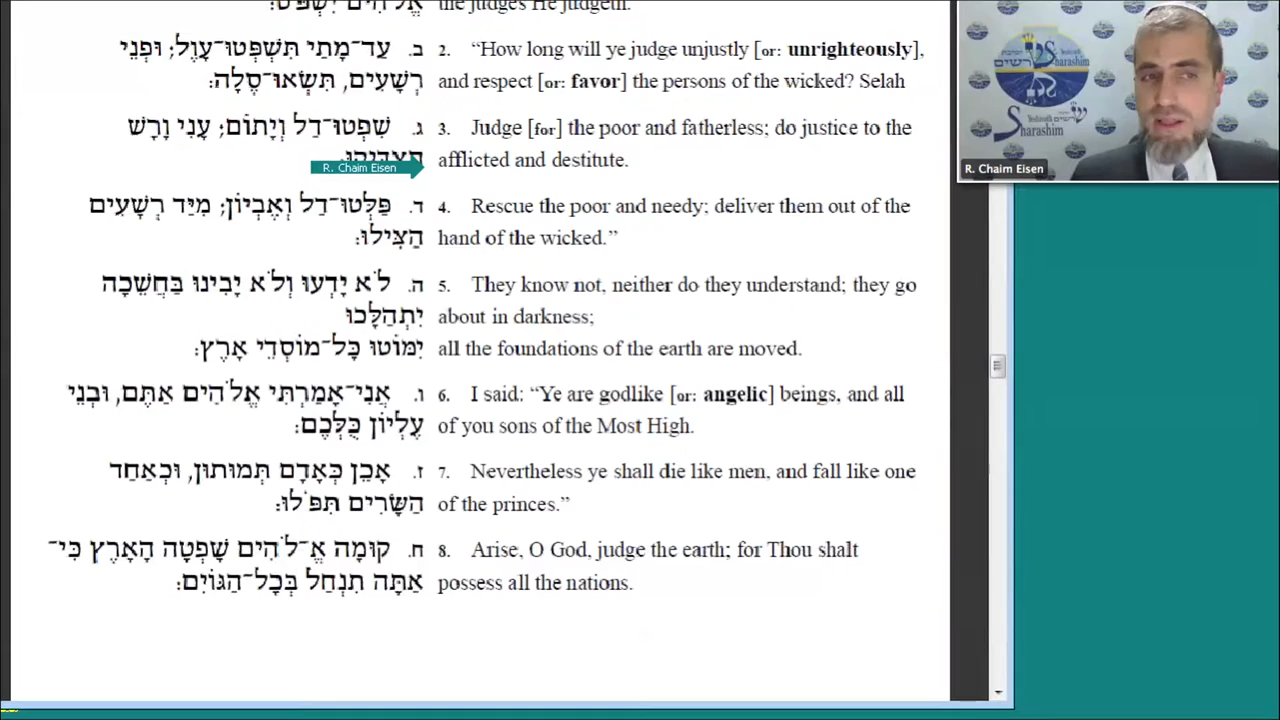 אֱלֹהִים יִשְׁפֹּט:
the judges He judgeth.
ב. עַד־מָתַי תִּשְׁפְּטוּ־עָוֶל; וּפְנֵי
רְשָׁעִים, תִּשְׂאוּ־סֶלָה:
2. “How long will ye judge unjustly [or: unrighteously],
and respect [or: favor] the persons of the wicked? Selah
ג. שִׁפְטוּ־דַל וְיָתוֹם; עָנִי וָרָשׁ
3. Judge [for] the poor and fatherless; do justice to the
afflicted and destitute.
R. Chaim Eisen
ד. פַּלְּטוּ־דַל וְאֶבְיוֹן; מִיַּד רְשָׁעִים
הַצִּילוּ:
4. Rescue the poor and needy; deliver them out of the
hand of the wicked.”
ה. לֹא יָדְעוּ וְלֹא יָבִינוּ בַּחֲשֵׁכָה
יִתְהַלָּכוּ
יִמּוֹטוּ כָּל־מוֹסְדֵי אָרֶץ:
5. They know not, neither do they understand; they go
about in darkness;
all the foundations of the earth are moved.
ו. אֲנִי־אָמַרְתִּי אֱלֹהִים אַתֶּם, וּבְנֵי
עֶלְיוֹן כֻּלְּכֶם:
6. I said: “Ye are godlike [or: angelic] beings, and all
of you sons of the Most High.
ז. אָכֵן כְּאָדָם תְּמוּתוּן, וּכְאַחַד
הַשָּׂרִים תִּפֹּלוּ:
7. Nevertheless ye shall die like men, and fall like one
of the princes.”
ח. קוּמָה אֱ־לֹהִים שָׁפְטָה הָאָרֶץ כִּי־
אַתָּה תִנְחַל בְּכָל־הַגּוֹיִם:
8. Arise, O God, judge the earth; for Thou shalt
possess all the nations.
Sharashim
שרשים
Yeshivath
Sharashim
R. Chaim Eisen